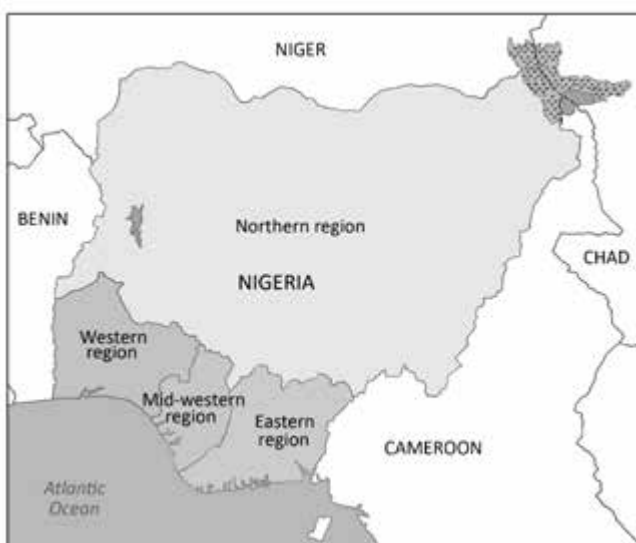 NIGER
BENIN
Northern region
CHAD
NIGERIA
Western
region
Mid-western
region
Eastern
region
CAMEROON
Atlantic
Ocean